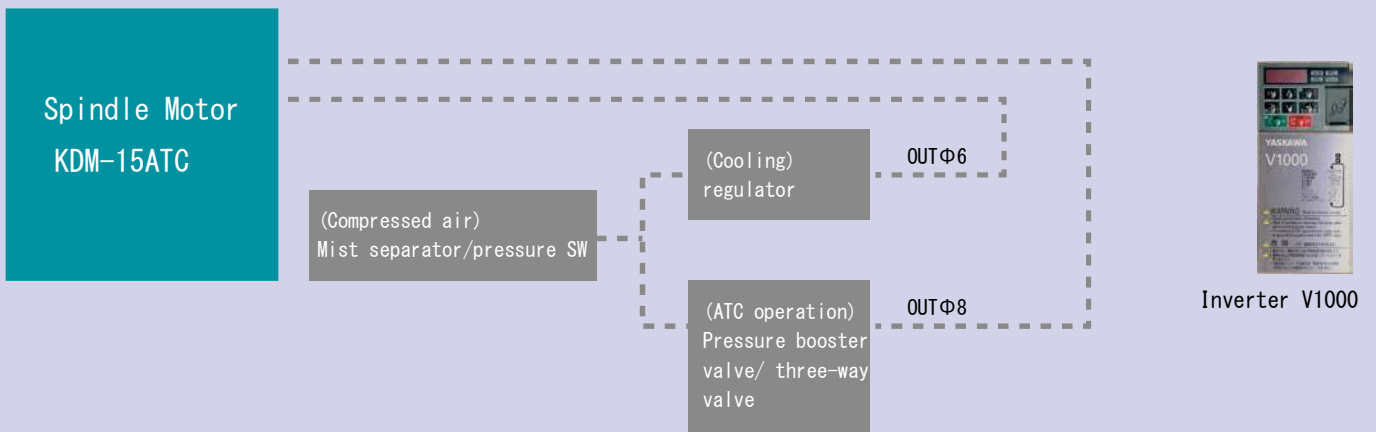 Spindle Motor
KDM-15ATC
(Compressed air)
Mist separator/pressure SW
(Cooling)
regulator
OUTΦ6
(ATC operation)
Pressure booster
valve/ three-way
valve
OUTΦ8
YASKAWA
V1000
WARNING
Inverter V1000